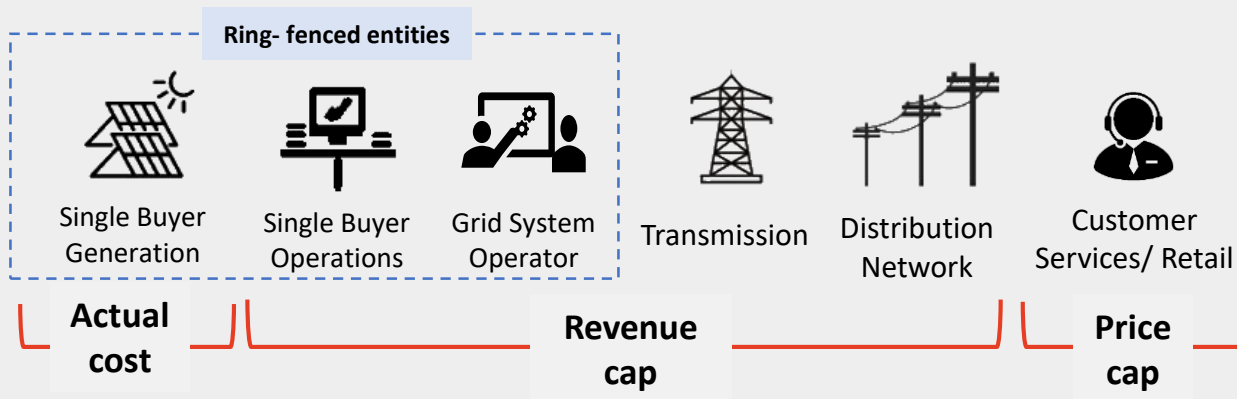 Ring- fenced entities
Single Buyer
Generation
Single Buyer
Operations
Grid System
Operator
Transmission
Distribution
Network
Customer
Services/ Retail
Actual
cost
Revenue
cap
Price
cap